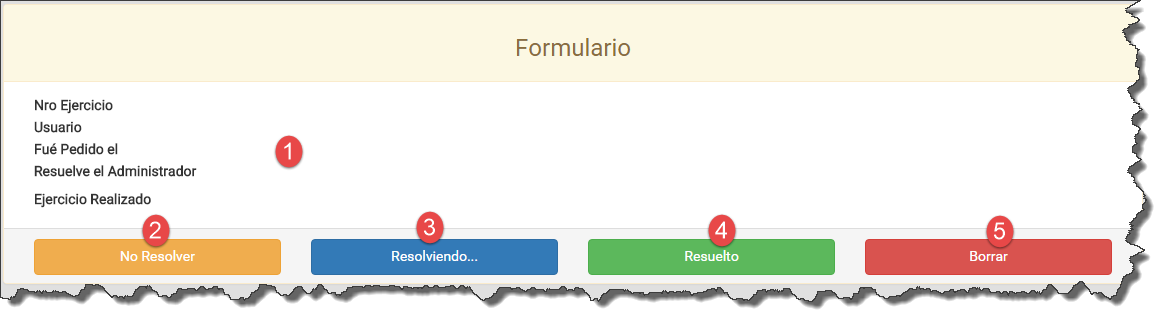 Formulario
Nro Ejercicio
Usuario
Fué Pedido el
1
Resuelve el Administrador
Ejercicio Realizado
2 3 4 5
No Resolver Resolviendo... Resuelto Borrar